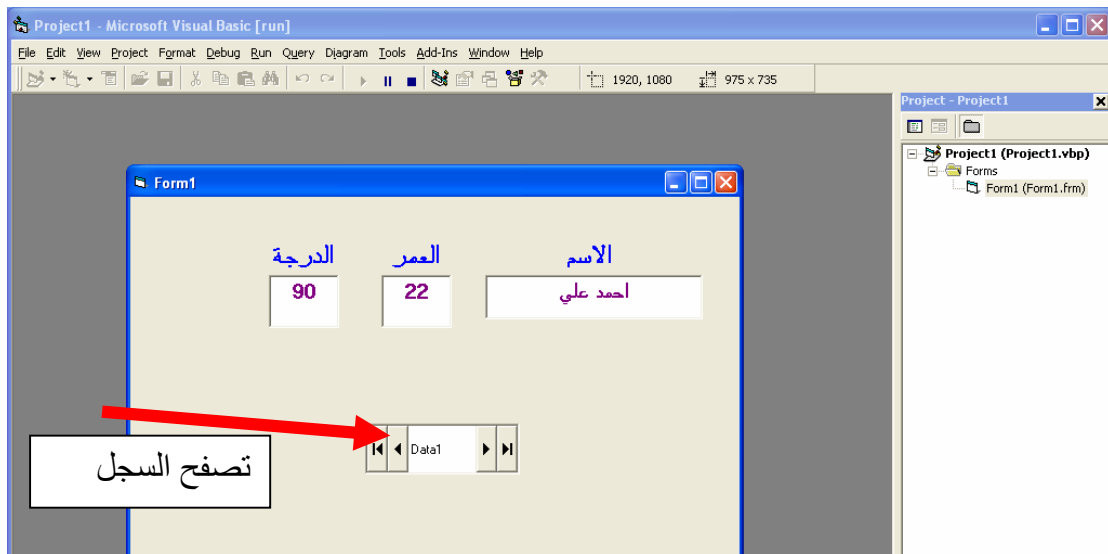 Project1 - Microsoft Visual Basic [run]
File Edit View Project Format Debug Run Query Diagram Tools Add-Ins Window Help
1920, 1080 975 x 735
Project - Project1
Project1 (Project1.vbp)
Forms
Form1 (Form1.frm)
Form1
الاسم العمر الدرجة
احمد علي 22 90
Data1
تصفح السجل